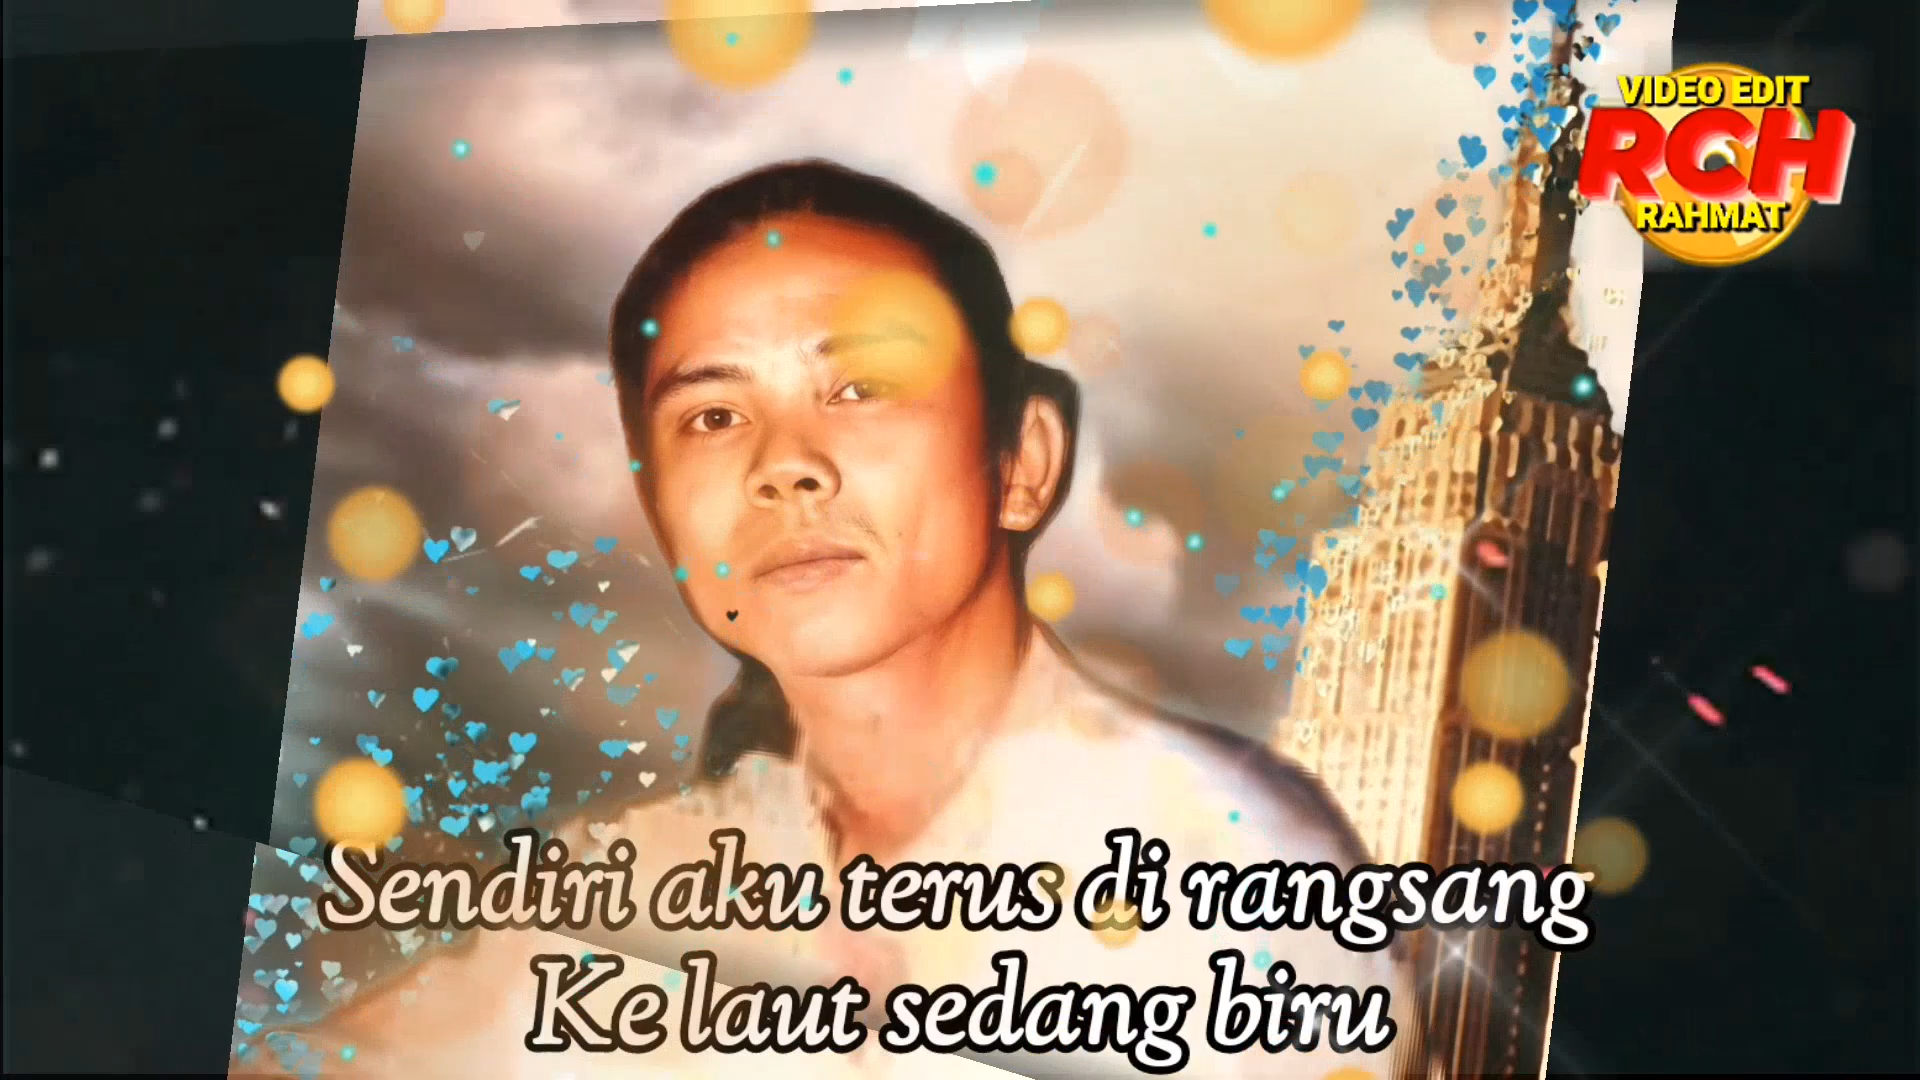 VIDEO EDIT
RCH
RAHMAT
Sendiri aku terus di rangsang
Ke laut sedang biru